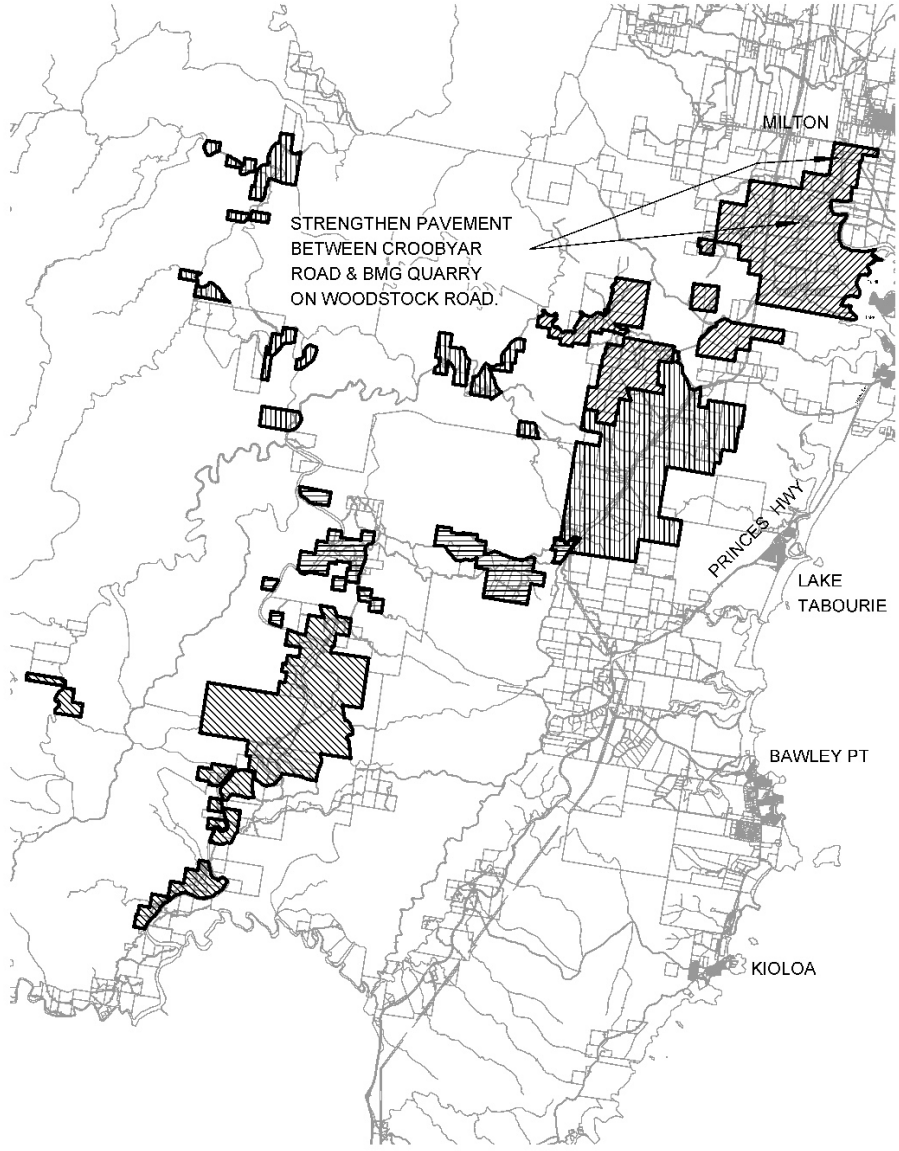 MILTON
STRENGTHEN PAVEMENT
BETWEEN CROOBYAR
ROAD & BMG QUARRY
ON WOODSTOCK ROAD.
PRINCES HWY
LAKE
TABOURIE
BAWLEY PT
KIOLOA